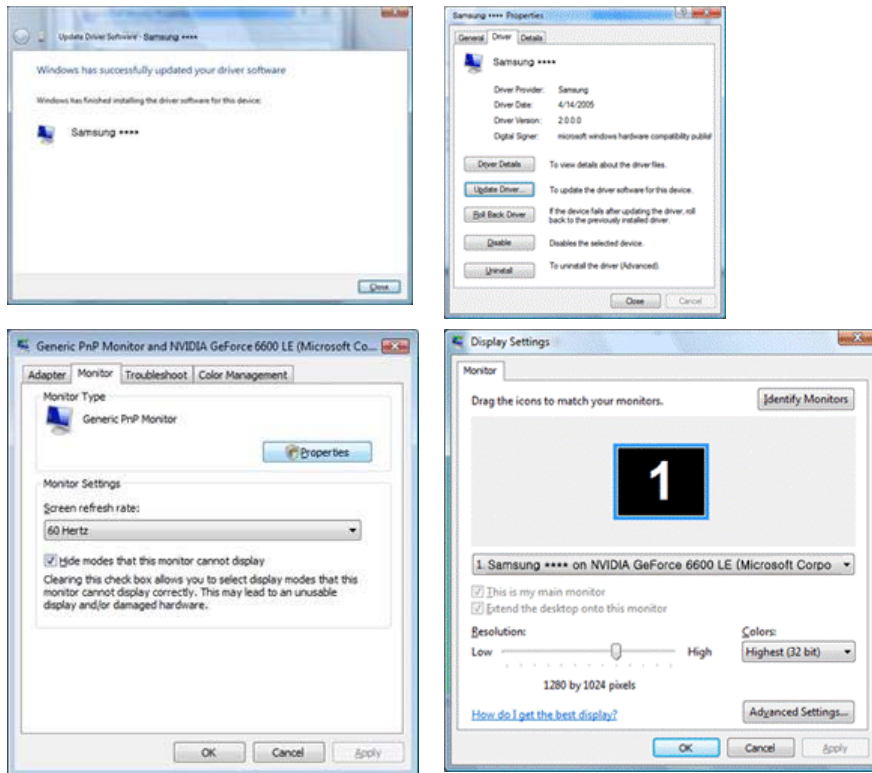 Update Driver Software - Samsung ****
Windows has successfully updated your driver software
Windows has finished installing the driver software for this device:
Samsung ****
Close
Samsung **** Properties
General Driver Details
Samsung ****
Driver Provider: Samsung
Driver Date: 4/14/2005
Driver Version: 2.0.0.0
Digital Signer: microsoft windows hardware compatibility publis
Driver Details To view details about the driver files.
Update Driver... To update the driver software for this device.
Roll Back Driver If the device fails after updating the driver, roll
back to the previously installed driver.
Disable Disables the selected device.
Uninstall To uninstall the driver (Advanced).
Close Cancel
Generic PnP Monitor and NVIDIA GeForce 6600 LE (Microsoft Co...
Adapter Monitor Troubleshoot Color Management
Monitor Type
Generic PnP Monitor
Properties
Monitor Settings
Screen refresh rate:
60 Hertz
Hide modes that this monitor cannot display
Clearing this check box allows you to select display modes that this
monitor cannot display correctly. This may lead to an unusable
display and/or damaged hardware.
OK Cancel Apply
Display Settings
Monitor
Drag the icons to match your monitors.
Identify Monitors
1
1. Samsung **** on NVIDIA GeForce 6600 LE (Microsoft Corpo
This is my main monitor
Extend the desktop onto this monitor
Resolution: Colors:
Low High Highest (32 bit)
1280 by 1024 pixels
How do I get the best display? Advanced Settings...
OK Cancel Apply